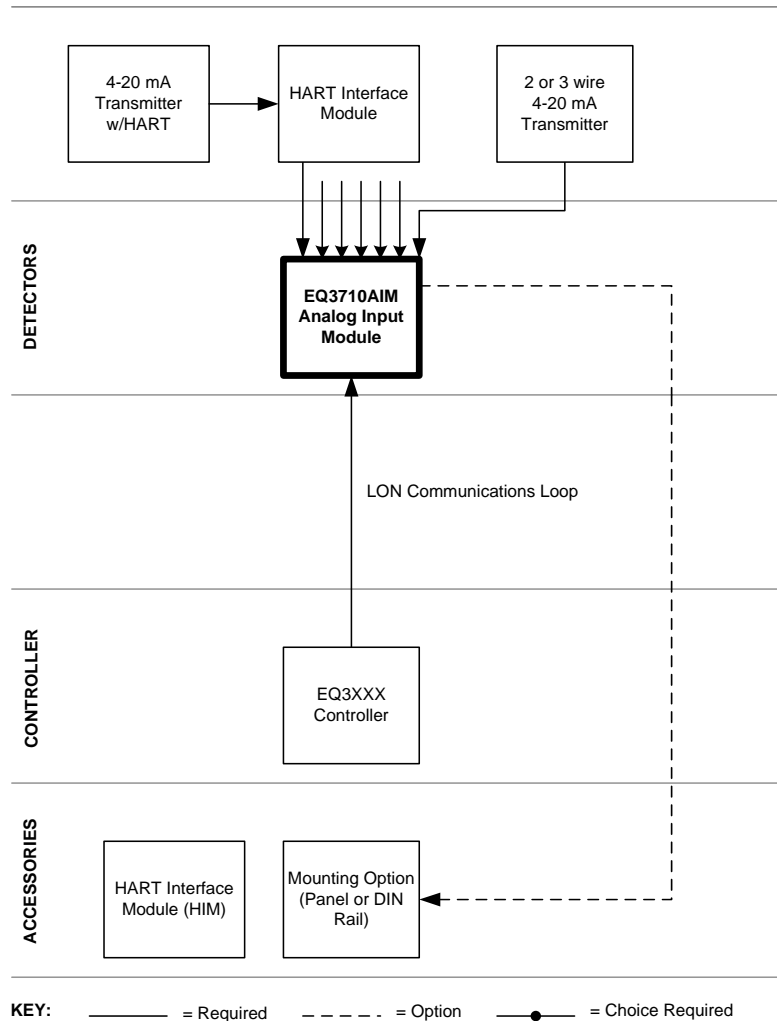 4-20 mA
Transmitter
w/HART
HART Interface
Module
2 or 3 wire
4-20 mA
Transmitter
DETECTORS
EQ3710AIM
Analog Input
Module
LON Communications Loop
CONTROLLER
EQ3XXX
Controller
ACCESSORIES
HART Interface
Module (HIM)
Mounting Option
(Panel or DIN
Rail)
KEY: = Required = Option = Choice Required